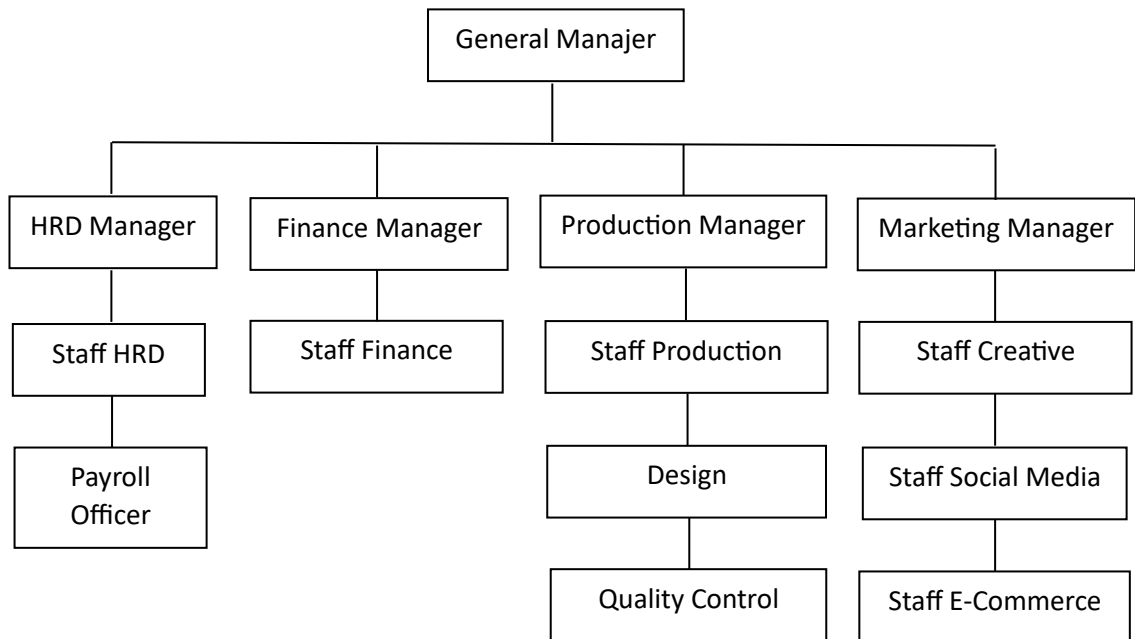 General Manajer
HRD Manager
Finance Manager
Production Manager
Marketing Manager
Staff HRD
Staff Finance
Staff Production
Staff Creative
Payroll
Officer
Design
Staff Social Media
Quality Control
Staff E-Commerce